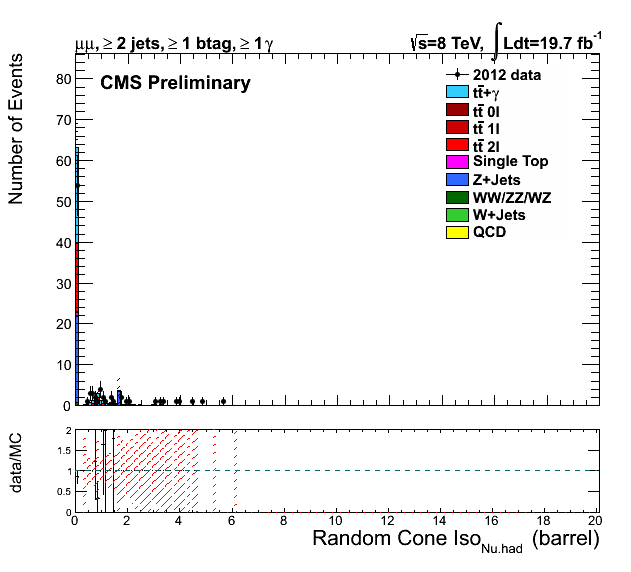 μμ, ≥ 2 jets, ≥ 1 btag, ≥ 1γ
√s=8 TeV, ∫Ldt=19.7 fb⁻¹
CMS Preliminary
2012 data
tt̄+γ
tt̄ 0l
tt̄ 1l
tt̄ 2l
Single Top
Z+Jets
WW/ZZ/WZ
W+Jets
QCD
Number of Events
80
70
60
50
40
30
20
10
0
data/MC
2
1.5
1
0.5
0
0 2 4 6 8 10 12 14 16 18 20
Random Cone Iso_Nu.had (barrel)